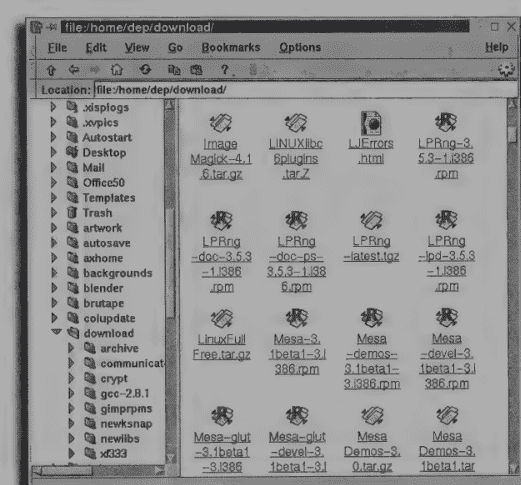 file:/home/dep/download/
File Edit View Go Bookmarks Options Help
Location: file:/home/dep/download/
.xisplogs
.xvpics
Autostart
Desktop
Mail
Office50
Templates
Trash
artwork
autosave
axhome
backgrounds
blender
brutape
colupdate
download
archive
communicat
crypt
gcc-2.8.1
gimprpms
newksnap
newlibs
xf333
Image
Magick-4.1
.6.tar.gz
LINUXlibc
6plugins
.tar.Z
LJErrors
.html
LPRng-3.
5.3-1.i386
.rpm
LPRng
-doc-3.5.3
-1.i386
.rpm
LPRng
-doc-ps-
3.5.3-1.i38
6.rpm
LPRng
-latest.tgz
LPRng
-lpd-3.5.3
-1.i386
.rpm
LinuxFull
Free.tar.gz
Mesa-3.
1beta1-3.i
386.rpm
Mesa
-demos-
3.1beta1-
3.i386.rpm
Mesa
-devel-3.
1beta1-3.i
386.rpm
Mesa-glut
-3.1beta1
-3.i386
Mesa-glut
-devel-3.
1beta1-3.i
Mesa
Demos-3.
0.tar.gz
Mesa
Demos-3.
1beta1.tar